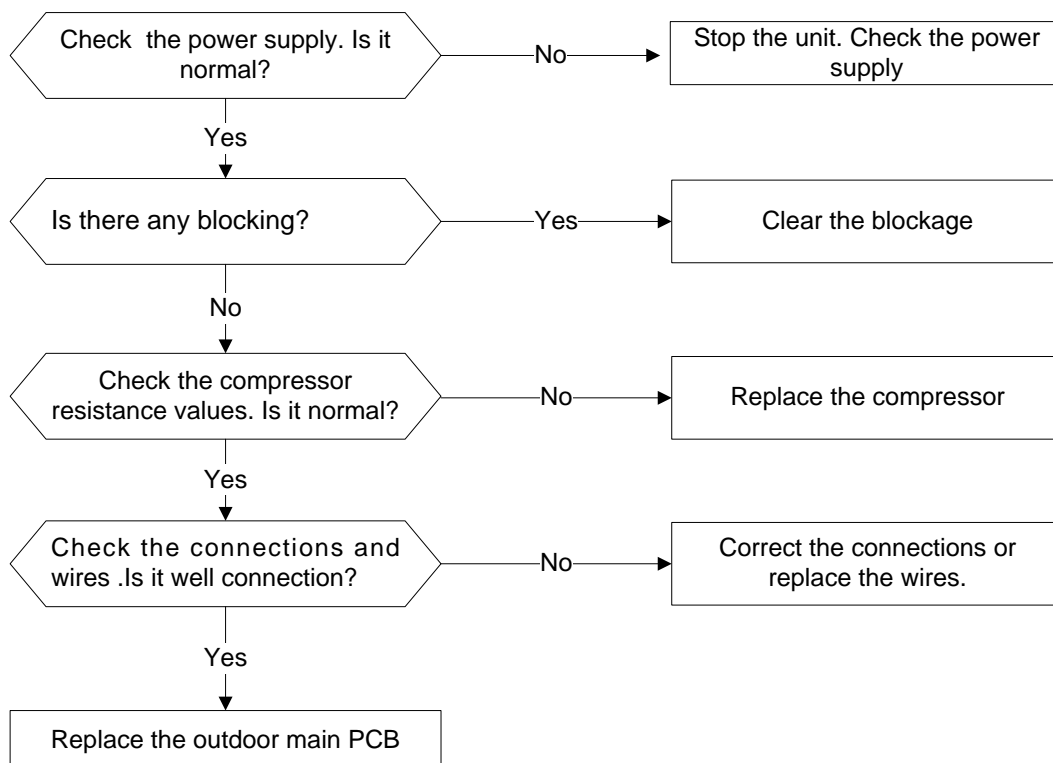 Check the power supply. Is it
normal?
No
Stop the unit. Check the power
supply
Yes
Is there any blocking?
Yes
Clear the blockage
No
Check the compressor
resistance values. Is it normal?
No
Replace the compressor
Yes
Check the connections and
wires .Is it well connection?
No
Correct the connections or
replace the wires.
Yes
Replace the outdoor main PCB